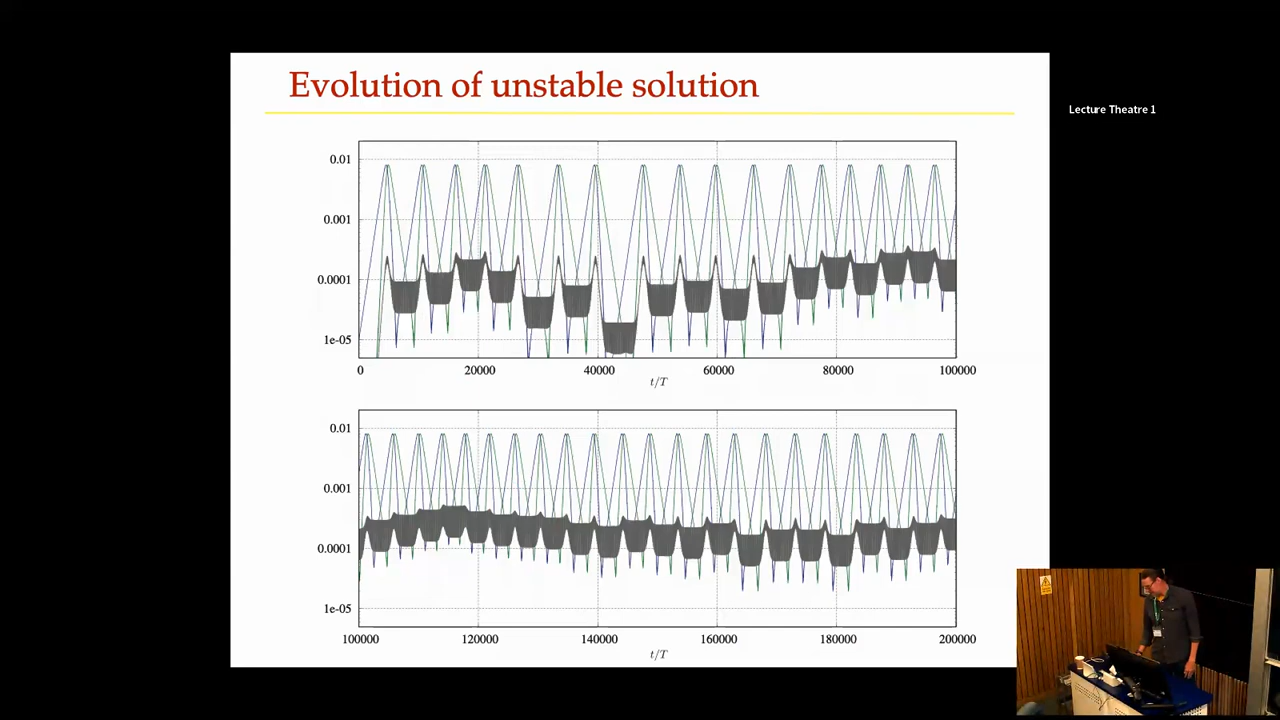 Evolution of unstable solution
Lecture Theatre 1
0.01
0.001
0.0001
1e-05
0 20000 40000 60000 80000 100000
t/T
0.01
0.001
0.0001
1e-05
100000 120000 140000 160000 180000 200000
t/T